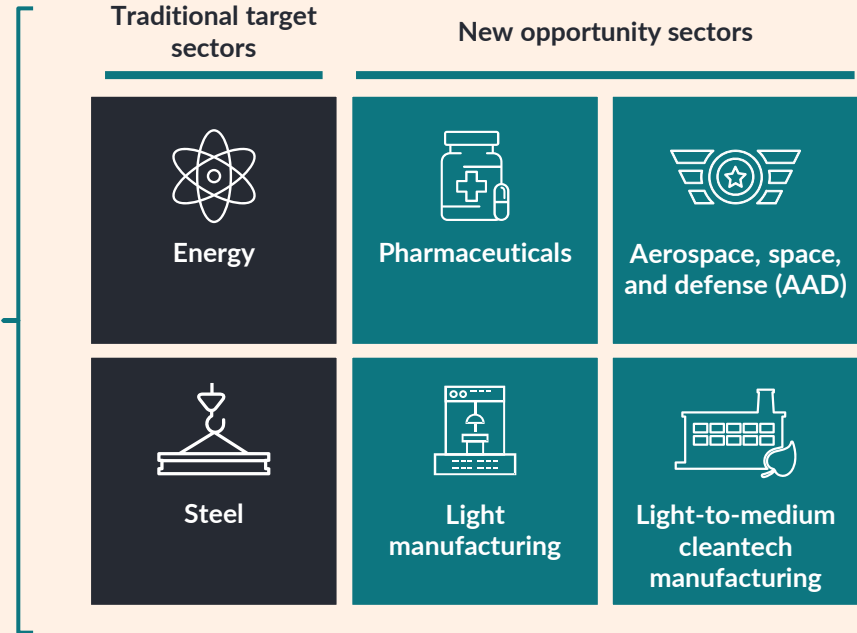 Traditional target
sectors
New opportunity sectors
Energy
Pharmaceuticals
Aerospace, space,
and defense (AAD)
Steel
Light
manufacturing
Light-to-medium
cleantech
manufacturing